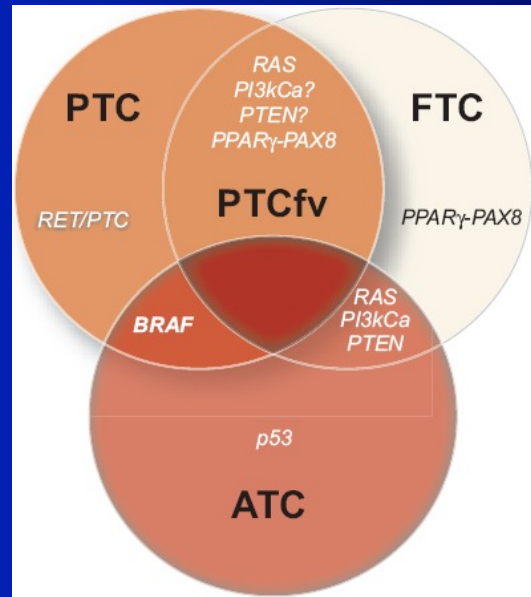 PTC
RAS
PI3kCa?
PTEN?
PPARγ-PAX8
FTC
PTCfv
RET/PTC
PPARγ-PAX8
BRAF
RAS
PI3kCa
PTEN
p53
ATC